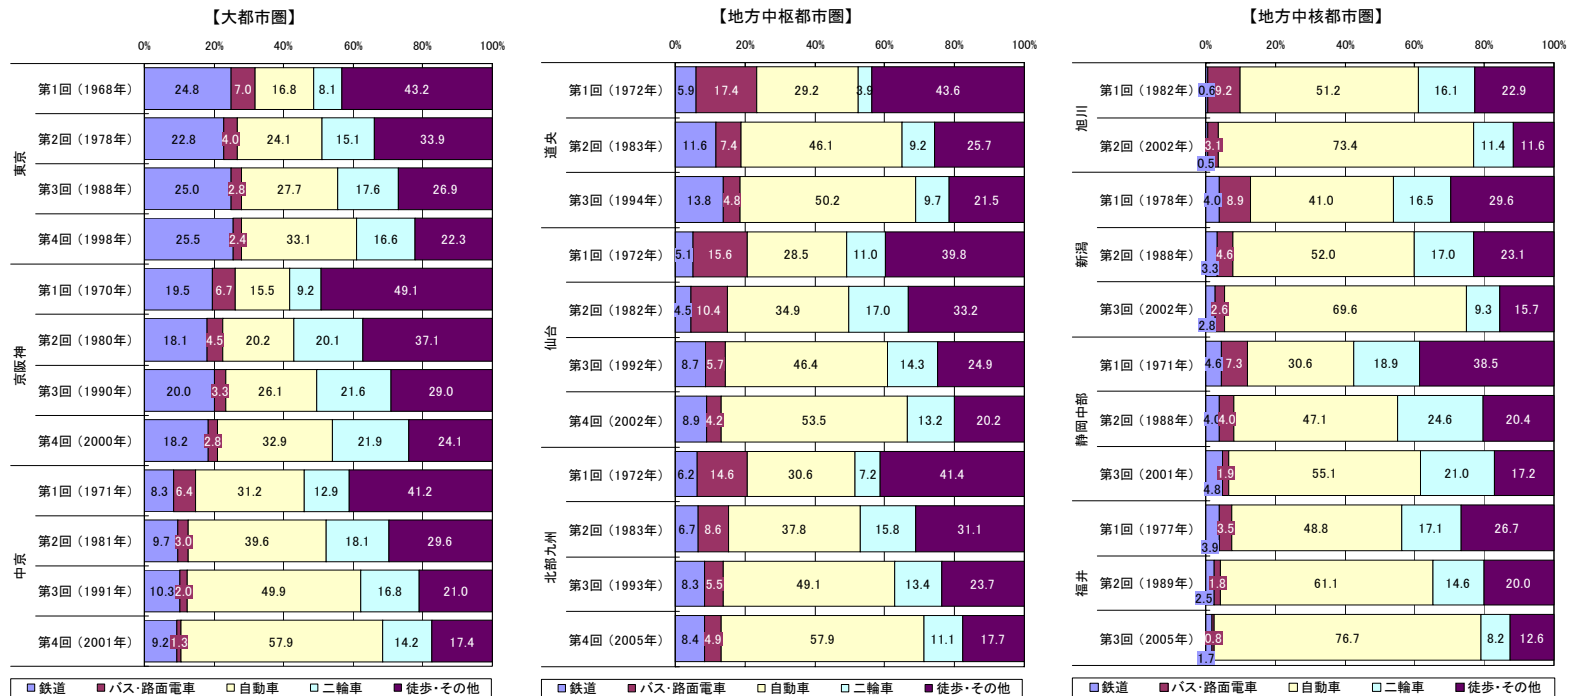 【大都市圏】
0% 20% 40% 60% 80% 100%
東京
第1回（1968年） 24.8 7.0 16.8 8.1 43.2
第2回（1978年） 22.8 4.0 24.1 15.1 33.9
第3回（1988年） 25.0 2.8 27.7 17.6 26.9
第4回（1998年） 25.5 2.4 33.1 16.6 22.3
京阪神
第1回（1970年） 19.5 6.7 15.5 9.2 49.1
第2回（1980年） 18.1 4.5 20.2 20.1 37.1
第3回（1990年） 20.0 3.3 26.1 21.6 29.0
第4回（2000年） 18.2 2.8 32.9 21.9 24.1
中京
第1回（1971年） 8.3 6.4 31.2 12.9 41.2
第2回（1981年） 9.7 3.0 39.6 18.1 29.6
第3回（1991年） 10.3 2.0 49.9 16.8 21.0
第4回（2001年） 9.2 1.3 57.9 14.2 17.4
鉄道 バス・路面電車 自動車 二輪車 徒歩・その他
【地方中枢都市圏】
0% 20% 40% 60% 80% 100%
道央
第1回（1972年） 5.9 17.4 29.2 3.9 43.6
第2回（1983年） 11.6 7.4 46.1 9.2 25.7
第3回（1994年） 13.8 4.8 50.2 9.7 21.5
仙台
第1回（1972年） 5.1 15.6 28.5 11.0 39.8
第2回（1982年） 4.5 10.4 34.9 17.0 33.2
第3回（1992年） 8.7 5.7 46.4 14.3 24.9
第4回（2002年） 8.9 4.2 53.5 13.2 20.2
北部九州
第1回（1972年） 6.2 14.6 30.6 7.2 41.4
第2回（1983年） 6.7 8.6 37.8 15.8 31.1
第3回（1993年） 8.3 5.5 49.1 13.4 23.7
第4回（2005年） 8.4 4.9 57.9 11.1 17.7
鉄道 バス・路面電車 自動車 二輪車 徒歩・その他
【地方中核都市圏】
0% 20% 40% 60% 80% 100%
旭川
第1回（1982年） 0.6 9.2 51.2 16.1 22.9
第2回（2002年） 0.5 3.1 73.4 11.4 11.6
新潟
第1回（1978年） 4.0 8.9 41.0 16.5 29.6
第2回（1988年） 3.3 4.6 52.0 17.0 23.1
第3回（2002年） 2.8 2.6 69.6 9.3 15.7
静岡中部
第1回（1971年） 4.6 7.3 30.6 18.9 38.5
第2回（1988年） 4.0 4.0 47.1 24.6 20.4
第3回（2001年） 4.8 1.9 55.1 21.0 17.2
福井
第1回（1977年） 3.9 3.5 48.8 17.1 26.7
第2回（1989年） 2.5 1.8 61.1 14.6 20.0
第3回（2005年） 1.7 0.8 76.7 8.2 12.6
鉄道 バス・路面電車 自動車 二輪車 徒歩・その他